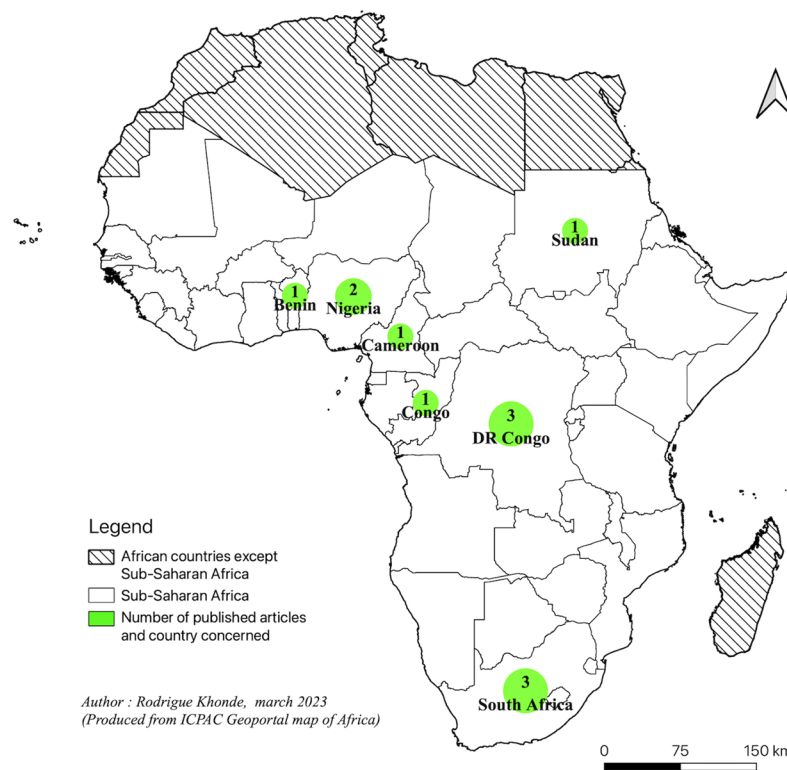 1
Sudan
1
Benin
2
Nigeria
1
Cameroon
1
Congo
3
DR Congo
Legend
African countries except
Sub-Saharan Africa
Sub-Saharan Africa
Number of published articles
and country concerned
3
South Africa
Author : Rodrigue Khonde, march 2023
(Produced from ICPAC Geoportal map of Africa)
0 75 150 km